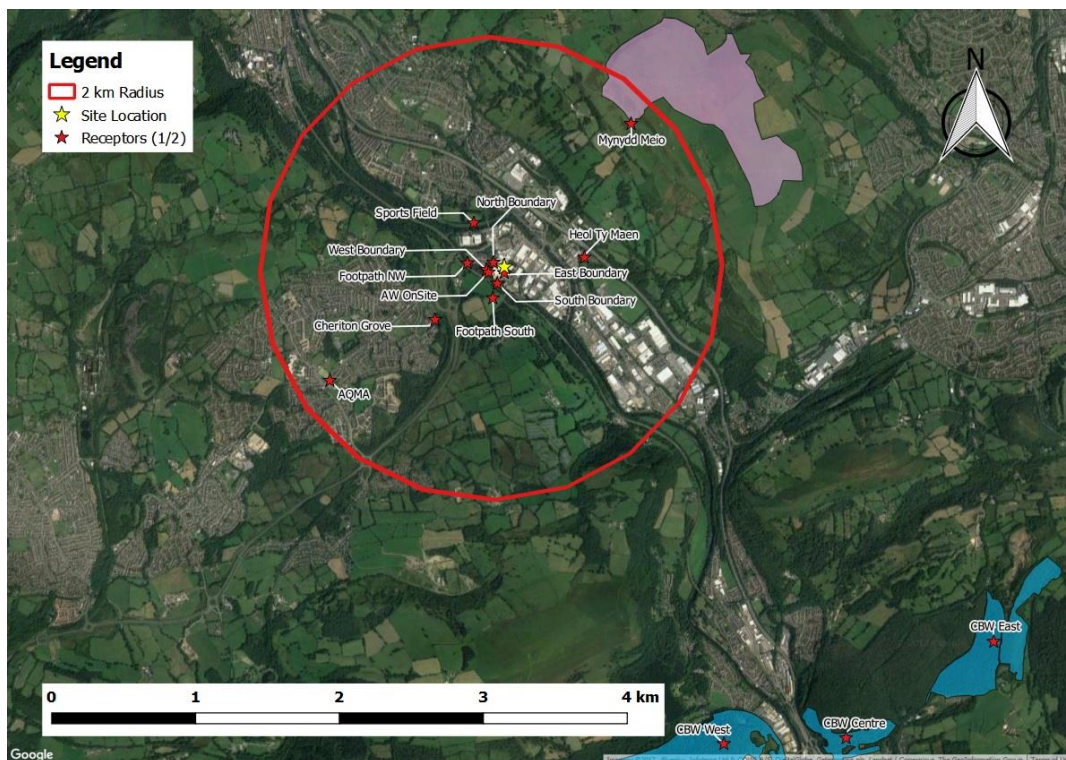 Legend
2 km Radius
Site Location
Receptors (1/2)
N
Mynydd Meio
North Boundary
Sports Field
Heol Ty Maen
West Boundary
Footpath NW
East Boundary
AW OnSite
South Boundary
Cheriton Grove
Footpath South
AQMA
CBW East
0 1 2 3 4 km
CBW West
CBW Centre
Google